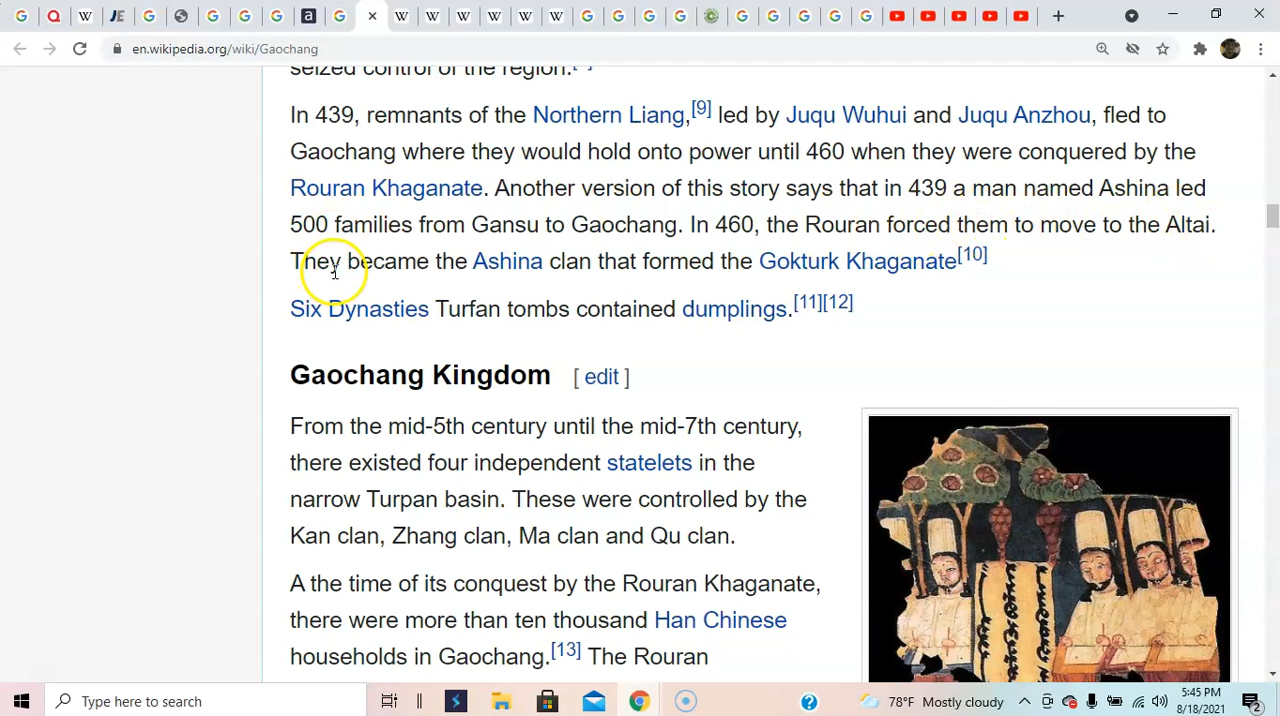 en.wikipedia.org/wiki/Gaochang
seized control of the region.
In 439, remnants of the Northern Liang,[9] led by Juqu Wuhui and Juqu Anzhou, fled to
Gaochang where they would hold onto power until 460 when they were conquered by the
Rouran Khaganate. Another version of this story says that in 439 a man named Ashina led
500 families from Gansu to Gaochang. In 460, the Rouran forced them to move to the Altai.
They became the Ashina clan that formed the Gokturk Khaganate[10]
Six Dynasties Turfan tombs contained dumplings.[11][12]
Gaochang Kingdom [ edit ]
From the mid-5th century until the mid-7th century,
there existed four independent statelets in the
narrow Turpan basin. These were controlled by the
Kan clan, Zhang clan, Ma clan and Qu clan.
A the time of its conquest by the Rouran Khaganate,
there were more than ten thousand Han Chinese
households in Gaochang.[13] The Rouran
Type here to search
78°F Mostly cloudy
5:45 PM
8/18/2021
2